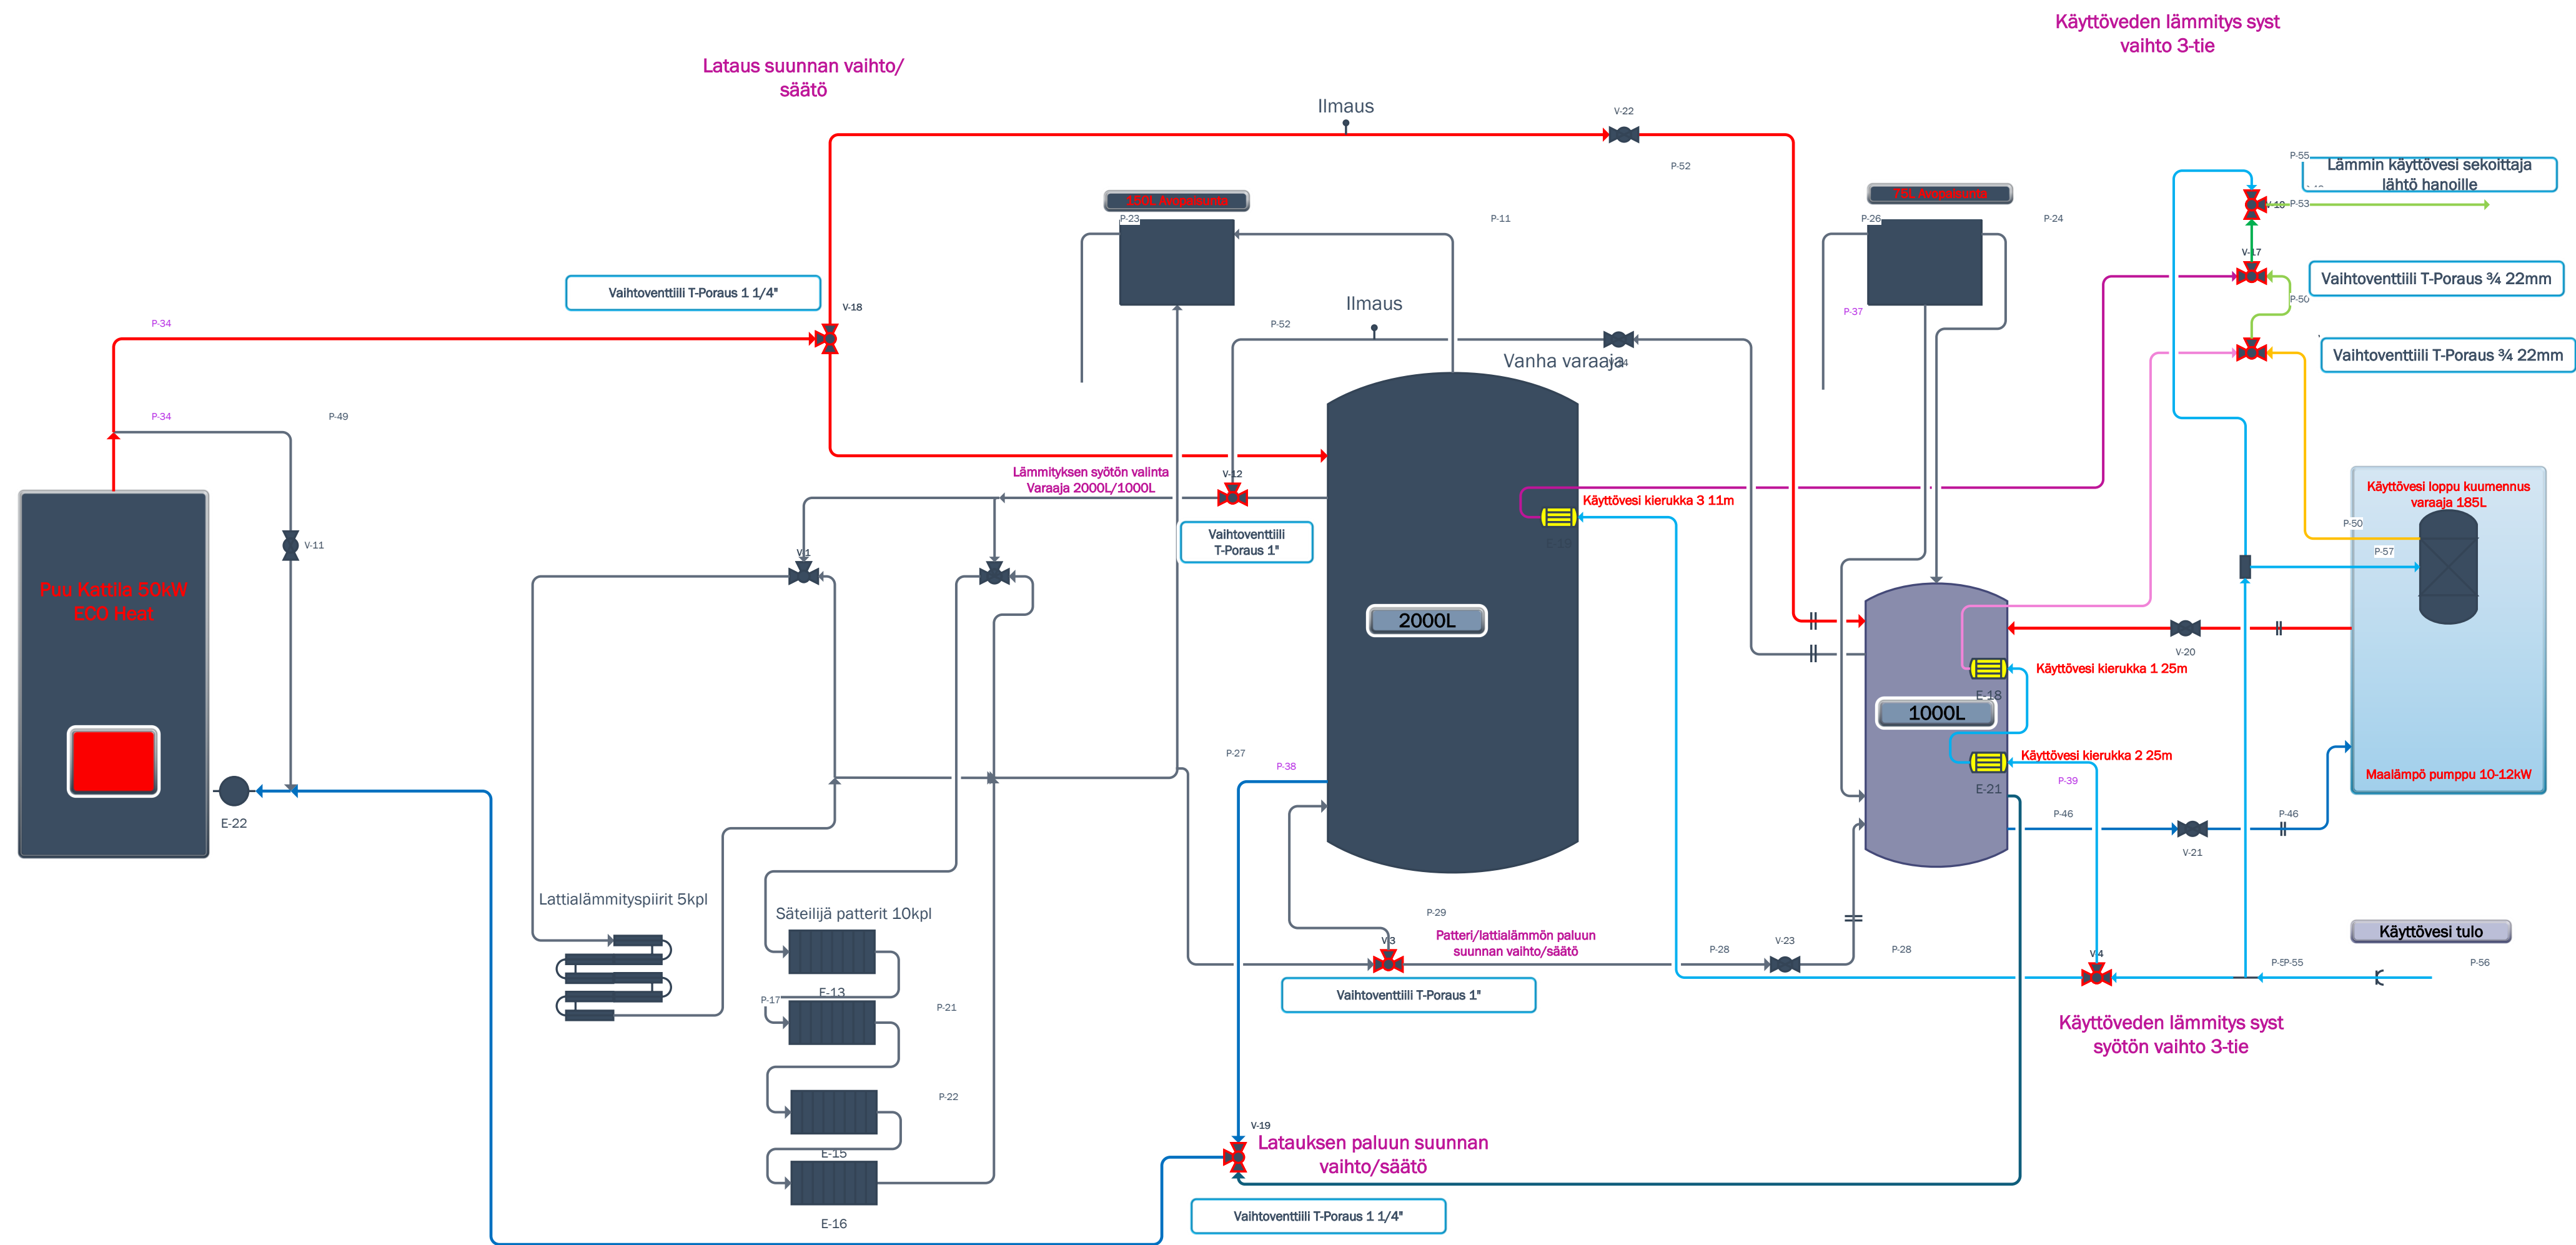 Käyttöveden lämmitys syst
vaihto 3-tie
Lataus suunnan vaihto/
säätö
Ilmaus
V-22
P-52
P-55
Lämmin käyttövesi sekoittaja
lähtö hanoille
150L Avopaisunta
75L Avopaisunta
P-23
P-11
P-26
P-24
P-53
V-17
Vaihtoventtiili T-Poraus ¾ 22mm
Vaihtoventtiili T-Poraus 1 1/4"
V-18
P-50
Ilmaus
P-37
P-34
P-52
Vanha varaaja
Vaihtoventtiili T-Poraus ¾ 22mm
P-34
P-49
Lämmityksen syötön valinta
Varaaja 2000L/1000L
V-12
Käyttövesi kierukka 3 11m
E-19
Käyttövesi loppu kuumennus
varaaja 185L
P-50
P-57
Vaihtoventtiili
T-Poraus 1"
V-11
V-1
Puu Kattila 50kW
ECO Heat
2000L
V-20
Käyttövesi kierukka 1 25m
E-18
1000L
P-27
P-38
Käyttövesi kierukka 2 25m
P-39
E-21
Maalämpö pumppu 10-12kW
E-22
P-46
P-46
V-21
Lattialämmityspiirit 5kpl
Säteilijä patterit 10kpl
P-29
V-3
Patteri/lattialämmön paluun
suunnan vaihto/säätö
P-28
V-23
P-28
Käyttövesi tulo
V-4
P-55
P-56
E-13
P-17
P-21
Vaihtoventtiili T-Poraus 1"
Käyttöveden lämmitys syst
syötön vaihto 3-tie
P-22
V-19
Latauksen paluun suunnan
vaihto/säätö
E-15
E-16
Vaihtoventtiili T-Poraus 1 1/4"